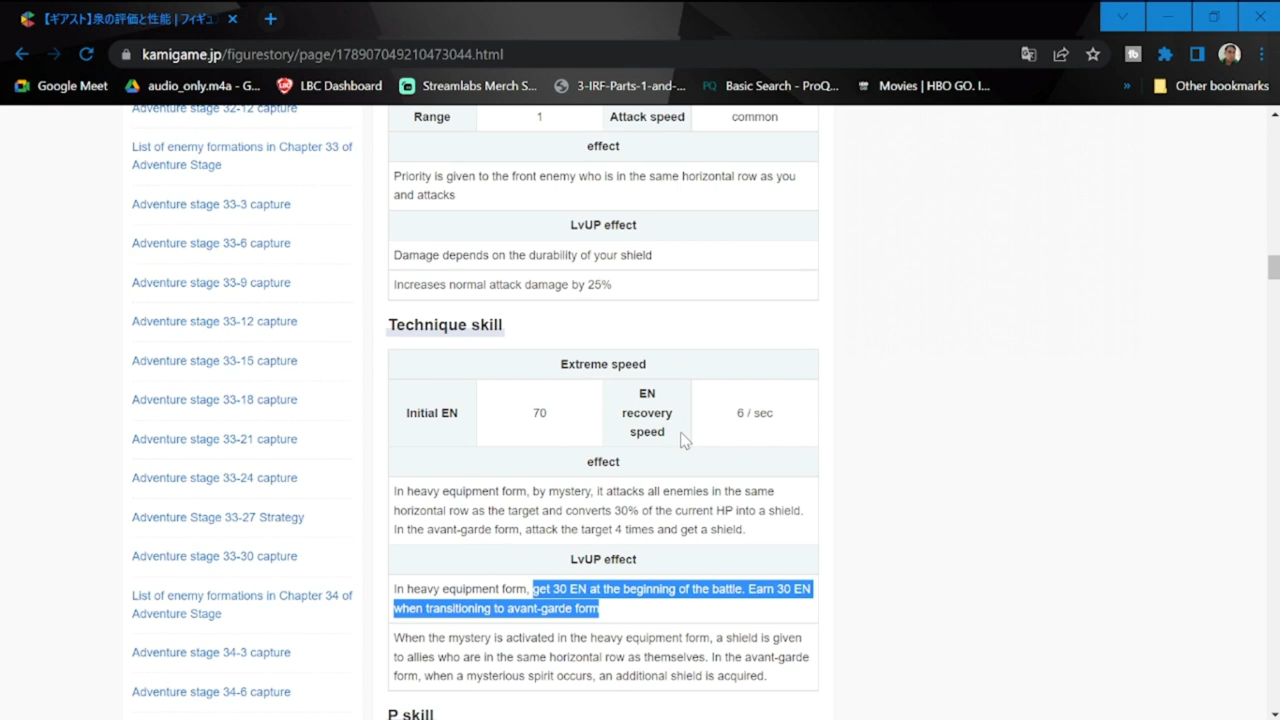 【ギアスト】泉の評価と性能 | フィギュ
kamigame.jp/figurestory/page/178907049210473044.html
Google Meet
audio_only.m4a - G...
LBC Dashboard
Streamlabs Merch S...
3-IRF-Parts-1-and-...
PQ
Basic Search - ProQ...
Movies | HBO GO. I...
»
Other bookmarks
32-12 capture
List of enemy formations in Chapter 33 of
Adventure Stage
Adventure stage 33-3 capture
Adventure stage 33-6 capture
Adventure stage 33-9 capture
Adventure stage 33-12 capture
Adventure stage 33-15 capture
Adventure stage 33-18 capture
Adventure stage 33-21 capture
Adventure stage 33-24 capture
Adventure Stage 33-27 Strategy
Adventure stage 33-30 capture
List of enemy formations in Chapter 34 of
Adventure Stage
Adventure stage 34-3 capture
Adventure stage 34-6 capture
Range 1 Attack speed common
effect
Priority is given to the front enemy who is in the same horizontal row as you
and attacks
LvUP effect
Damage depends on the durability of your shield
Increases normal attack damage by 25%
Technique skill
Extreme speed
Initial EN 70 EN
recovery
speed
6 / sec
effect
In heavy equipment form, by mystery, it attacks all enemies in the same
horizontal row as the target and converts 30% of the current HP into a shield.
In the avant-garde form, attack the target 4 times and get a shield.
LvUP effect
In heavy equipment form, get 30 EN at the beginning of the battle. Earn 30 EN
when transitioning to avant-garde form
When the mystery is activated in the heavy equipment form, a shield is given
to allies who are in the same horizontal row as themselves. In the avant-garde
form, when a mysterious spirit occurs, an additional shield is acquired.
P skill